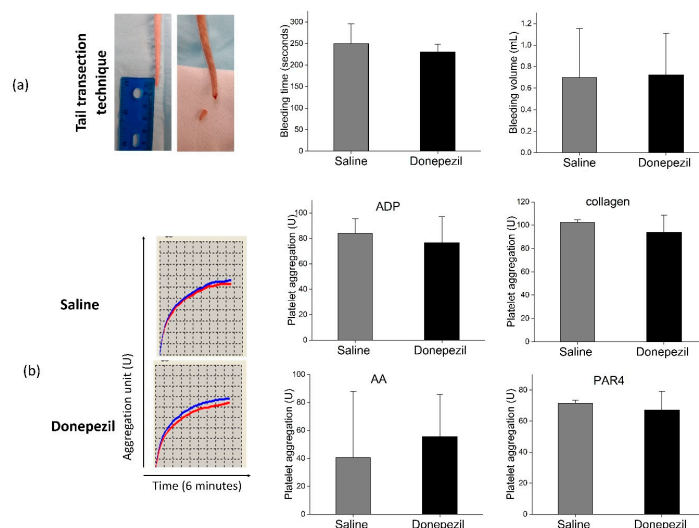 (a)
Tail transection
technique
Bleeding time (seconds)
300
250
200
150
100
50
0
Saline
Donepezil
Bleeding volume (mL)
1.2
1.0
0.8
0.6
0.4
0.2
0.0
Saline
Donepezil
(b)
Saline
Donepezil
Aggregation unit (U)
Time (6 minutes)
ADP
Platelet aggregation (U)
100
80
60
40
20
0
Saline
Donepezil
collagen
Platelet aggregation (U)
120
100
80
60
40
20
0
Saline
Donepezil
AA
Platelet aggregation (U)
100
80
60
40
20
0
Saline
Donepezil
PAR4
Platelet aggregation (U)
80
60
40
20
0
Saline
Donepezil